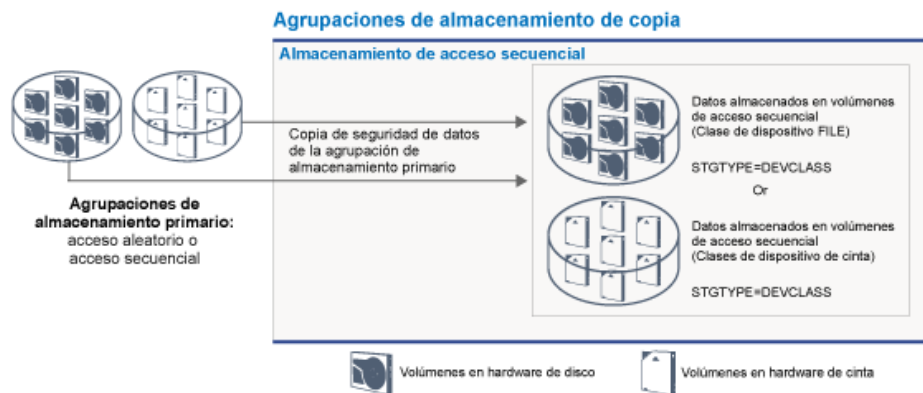 Agrupaciones de almacenamiento de copia
Almacenamiento de acceso secuencial
Copia de seguridad de datos
de la agrupación de
almacenamiento primario
Agrupaciones de
almacenamiento primario:
acceso aleatorio o
acceso secuencial
Datos almacenados en volúmenes
de acceso secuencial
(Clase de dispositivo FILE)
STGTYPE=DEVCLASS
Or
Datos almacenados en volúmenes
de acceso secuencial
(Clases de dispositivo de cinta)
STGTYPE=DEVCLASS
Volúmenes en hardware de disco
Volúmenes en hardware de cinta